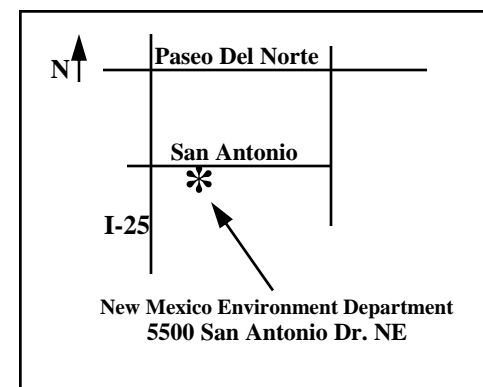 N
Paseo Del Norte
San Antonio
*
I-25
New Mexico Environment Department
5500 San Antonio Dr. NE